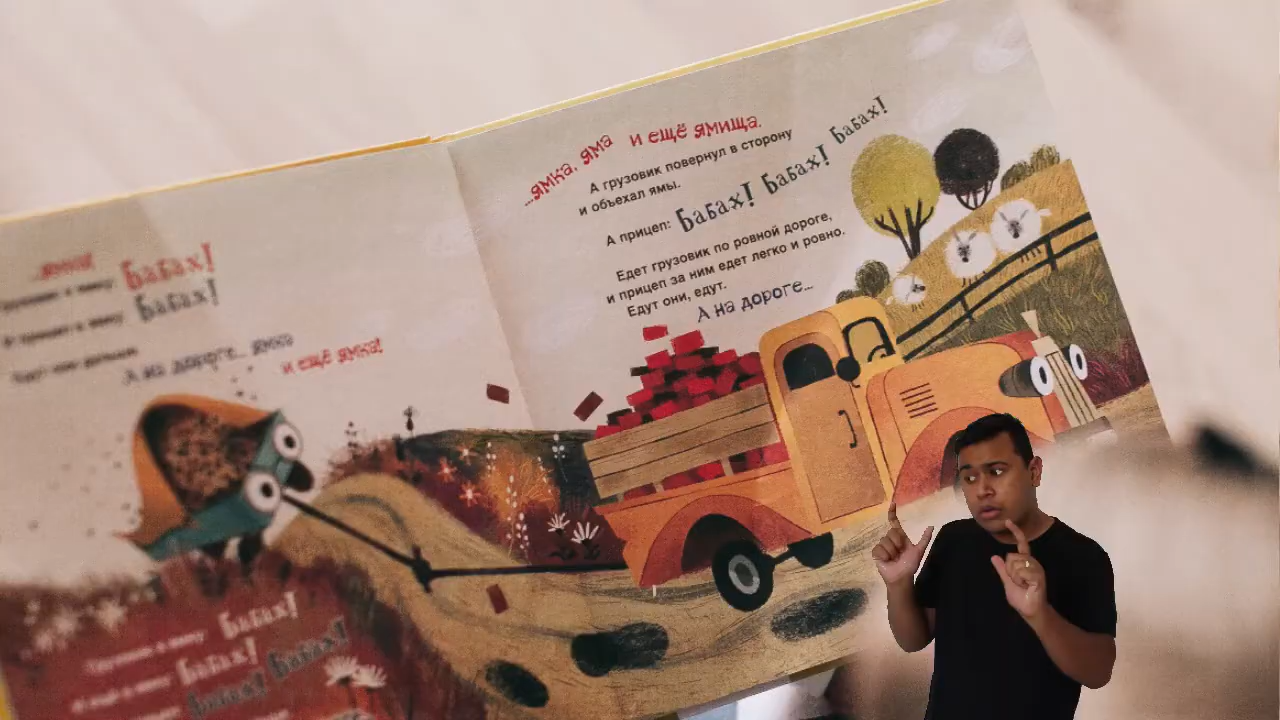 ...ямка!
Бабах!
Бабах!
А на дороге... ямка
и ещё ямка!
Бабах!
Бабах!
Бабах!
...ямка, яма и ещё ямища.
А грузовик повернул в сторону
и объехал ямы.
А прицеп: Бабах! Бабах! Бабах!
Едет грузовик по ровной дороге,
и прицеп за ним едет легко и ровно.
Едут они, едут.
А на дороге...